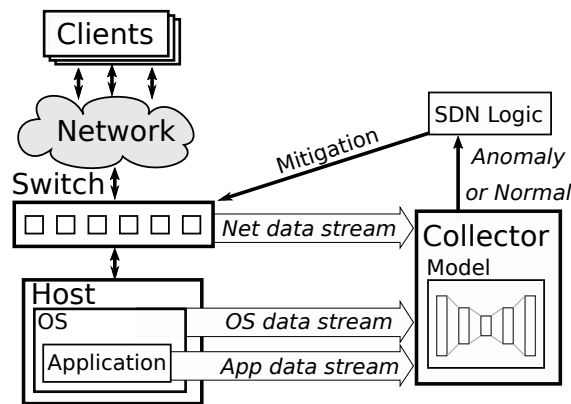 Clients
Network
Switch
SDN Logic
Mitigation
Anomaly
or Normal
Net data stream
Collector
Model
Host
OS
OS data stream
Application
App data stream